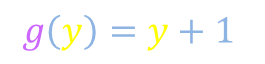 g(y) = y + 1